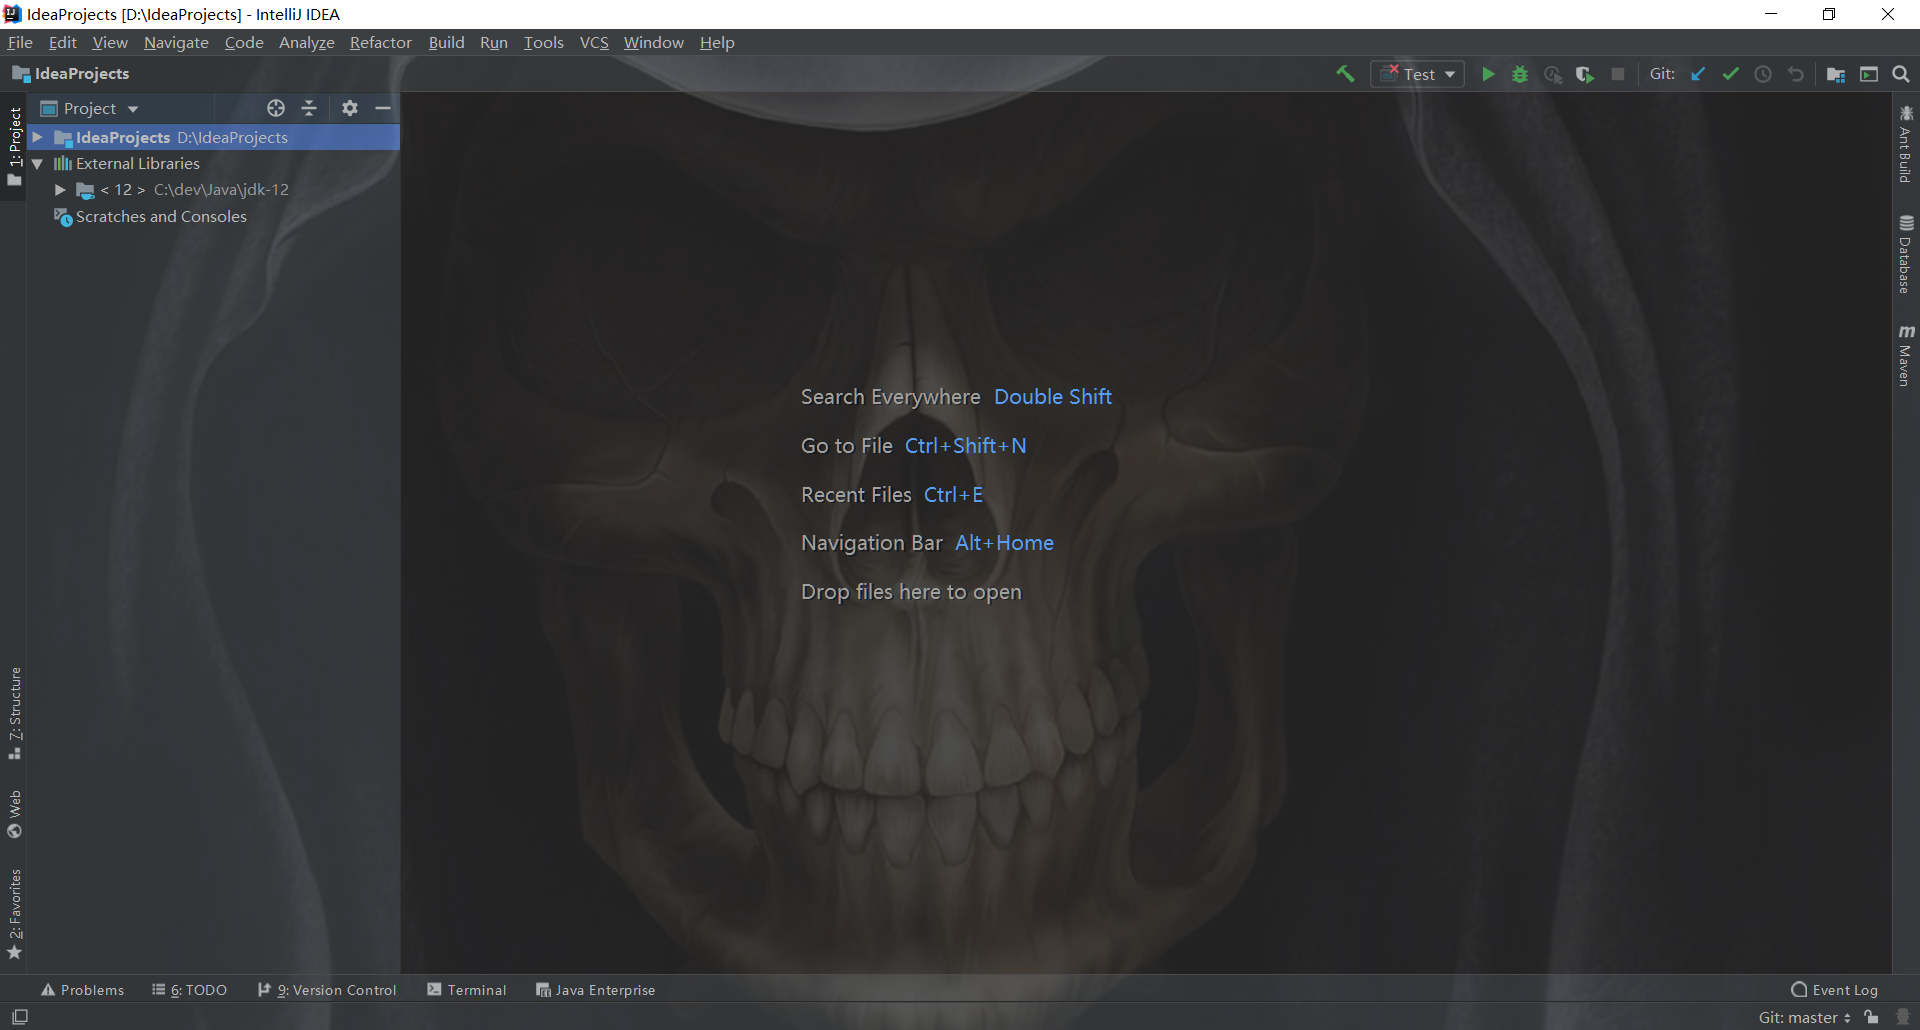 IdeaProjects [D:\IdeaProjects] - IntelliJ IDEA
File Edit View Navigate Code Analyze Refactor Build Run Tools VCS Window Help
IdeaProjects Test Git:
Project
IdeaProjects D:\IdeaProjects
External Libraries
< 12 > C:\dev\Java\jdk-12
Scratches and Consoles
1: Project
7: Structure
Web
2: Favorites
Search Everywhere Double Shift
Go to File Ctrl+Shift+N
Recent Files Ctrl+E
Navigation Bar Alt+Home
Drop files here to open
Ant Build
Database
m Maven
Problems 6: TODO 9: Version Control Terminal Java Enterprise Event Log
Git: master